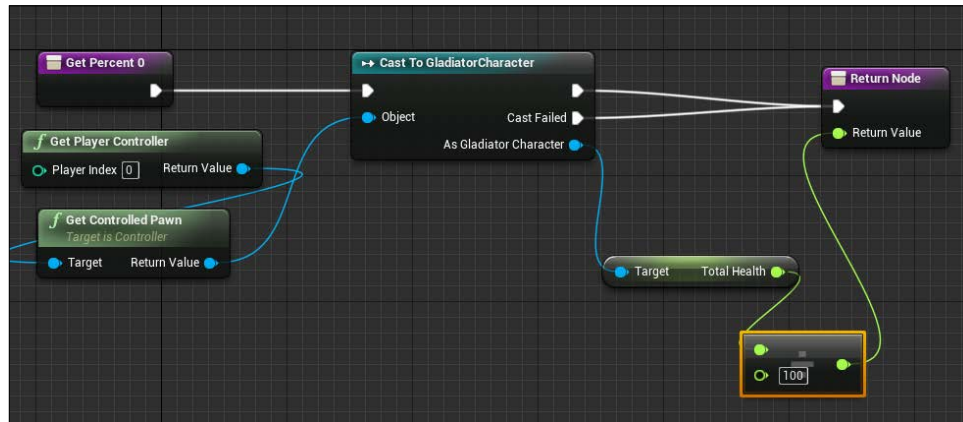 Get Percent 0
Cast To GladiatorCharacter
Return Node
Object
Cast Failed
As Gladiator Character
Return Value
f Get Player Controller
Player Index 0 Return Value
f Get Controlled Pawn
Target is Controller
Target Return Value
Target Total Health
100